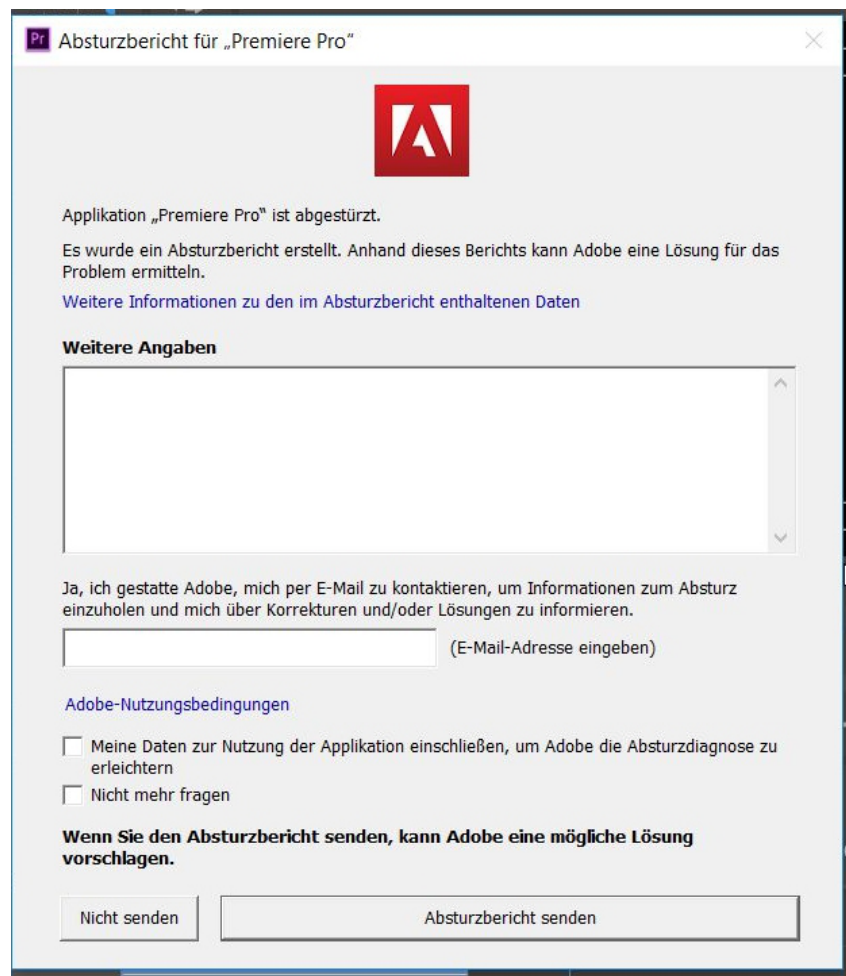 Pr Absturzbericht für „Premiere Pro“
Applikation „Premiere Pro“ ist abgestürzt.
Es wurde ein Absturzbericht erstellt. Anhand dieses Berichts kann Adobe eine Lösung für das
Problem ermitteln.
Weitere Informationen zu den im Absturzbericht enthaltenen Daten
Weitere Angaben
Ja, ich gestatte Adobe, mich per E-Mail zu kontaktieren, um Informationen zum Absturz
einzuholen und mich über Korrekturen und/oder Lösungen zu informieren.
(E-Mail-Adresse eingeben)
Adobe-Nutzungsbedingungen
Meine Daten zur Nutzung der Applikation einschließen, um Adobe die Absturzdiagnose zu
erleichtern
Nicht mehr fragen
Wenn Sie den Absturzbericht senden, kann Adobe eine mögliche Lösung
vorschlagen.
Nicht senden Absturzbericht senden